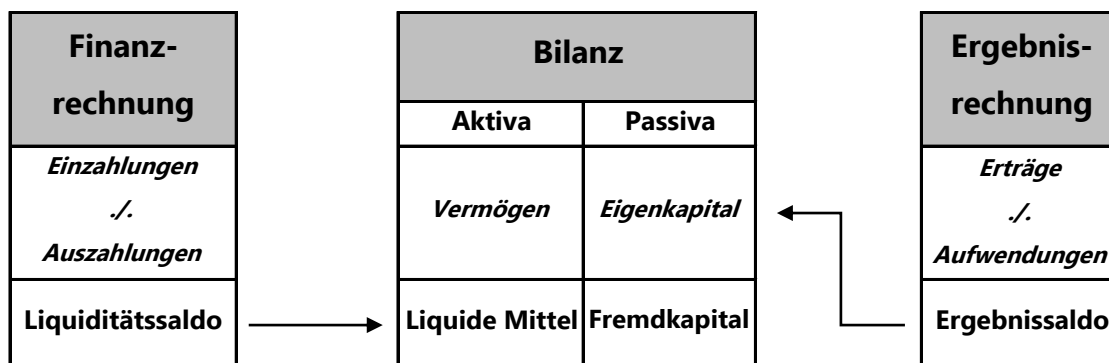 Finanz-
rechnung
Einzahlungen
./.
Auszahlungen
Liquiditätssaldo
Bilanz
Aktiva Passiva
Vermögen Eigenkapital
Liquide Mittel Fremdkapital
Ergebnis-
rechnung
Erträge
./.
Aufwendungen
Ergebnissaldo